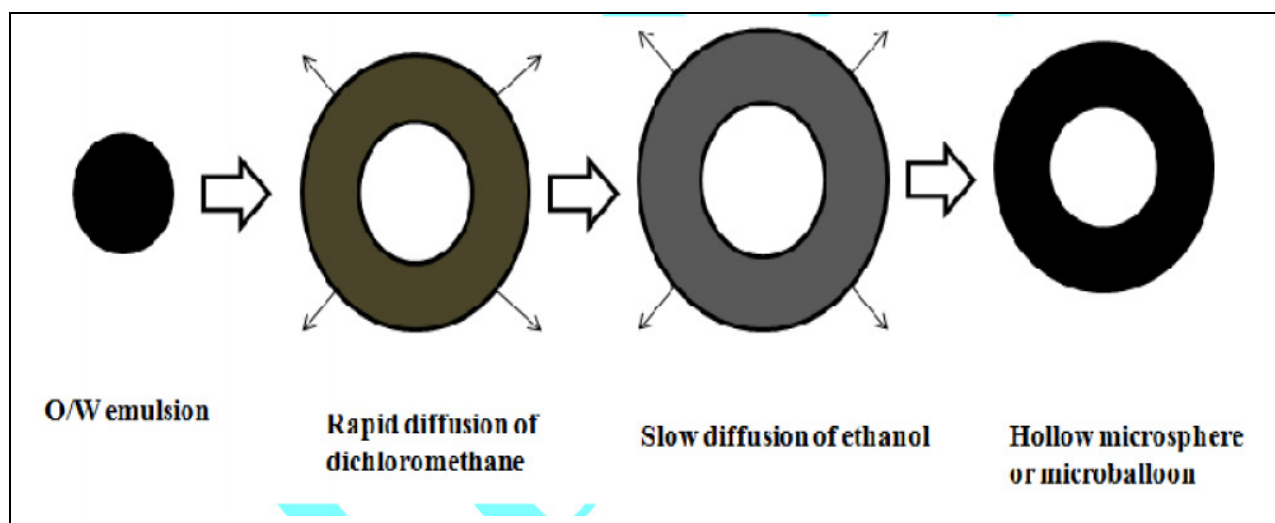 O/W emulsion
Rapid diffusion of
dichloromethane
Slow diffusion of ethanol
Hollow microsphere
or microballoon